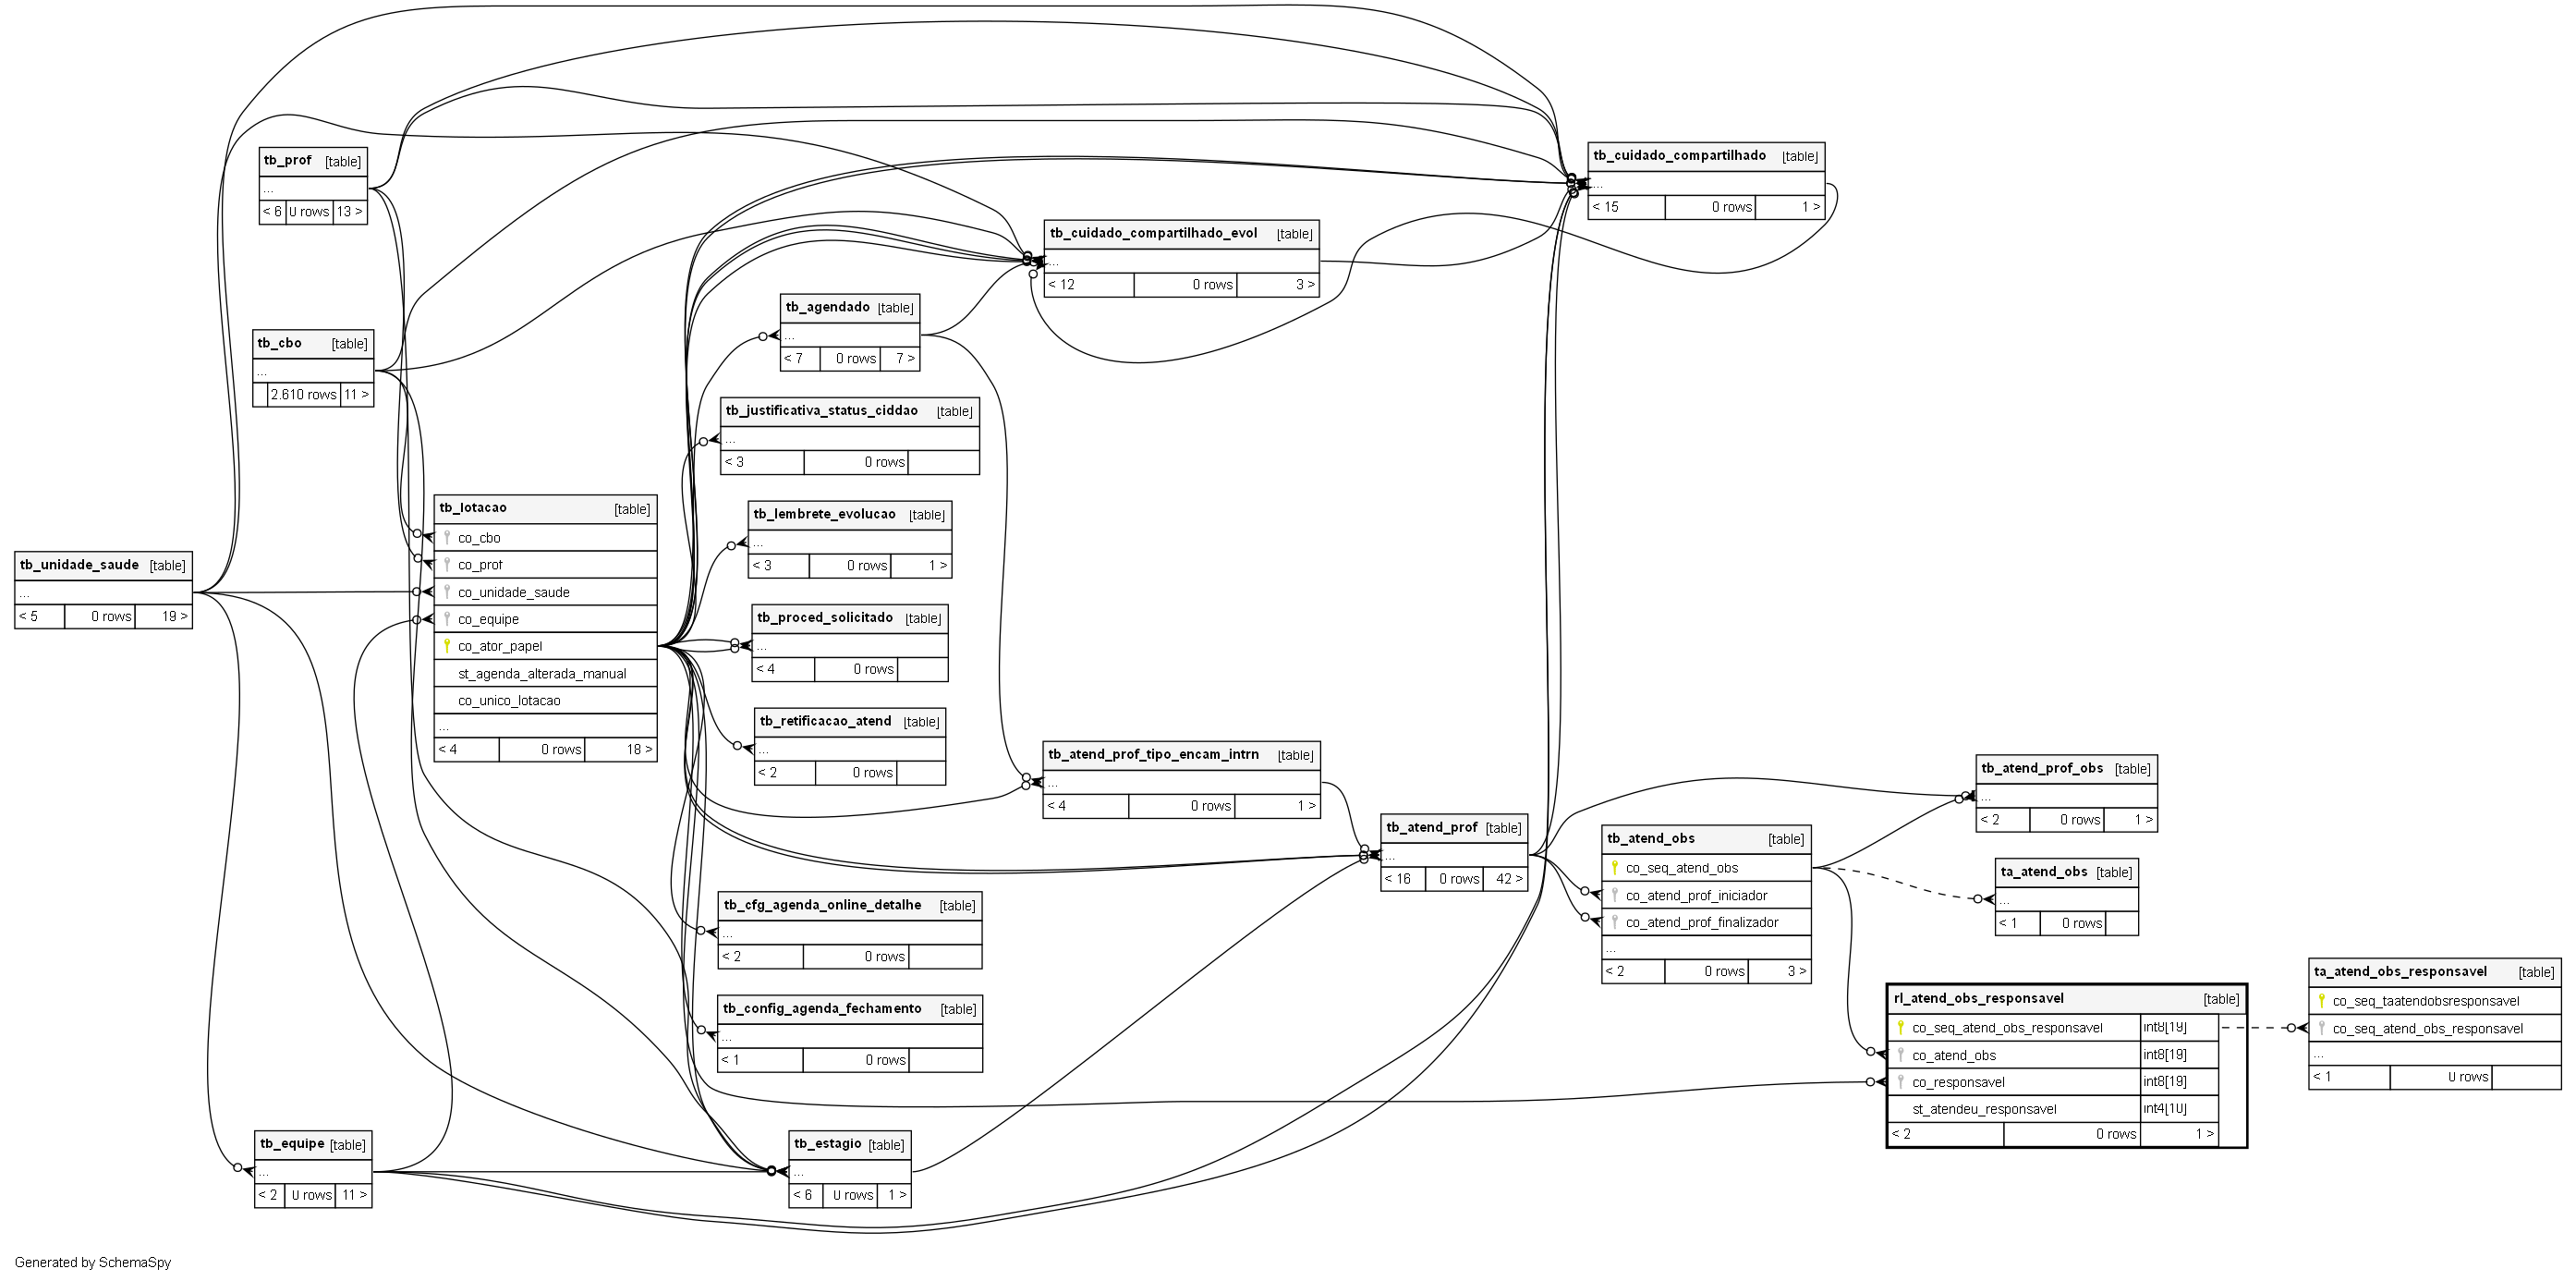 tb_prof [table]
...
< 6 0 rows 13 >
tb_cbo [table]
...
2.610 rows 11 >
tb_unidade_saude [table]
...
< 5 0 rows 19 >
tb_lotacao [table]
co_cbo
co_prof
co_unidade_saude
co_equipe
co_ator_papel
st_agenda_alterada_manual
co_unico_lotacao
...
< 4 0 rows 18 >
tb_equipe [table]
...
< 2 0 rows 11 >
tb_agendado [table]
...
< 7 0 rows 7 >
tb_justificativa_status_ciddao [table]
...
< 3 0 rows
tb_lembrete_evolucao [table]
...
< 3 0 rows 1 >
tb_proced_solicitado [table]
...
< 4 0 rows
tb_retificacao_atend [table]
...
< 2 0 rows
tb_cfg_agenda_online_detalhe [table]
...
< 2 0 rows
tb_config_agenda_fechamento [table]
...
< 1 0 rows
tb_estagio [table]
...
< 6 0 rows 1 >
tb_cuidado_compartilhado_evol [table]
...
< 12 0 rows 3 >
tb_atend_prof_tipo_encam_intrn [table]
...
< 4 0 rows 1 >
tb_atend_prof [table]
...
< 16 0 rows 42 >
tb_cuidado_compartilhado [table]
...
< 15 0 rows 1 >
tb_atend_obs [table]
co_seq_atend_obs
co_atend_prof_iniciador
co_atend_prof_finalizador
...
< 2 0 rows 3 >
tb_atend_prof_obs [table]
...
< 2 0 rows 1 >
ta_atend_obs [table]
...
< 1 0 rows
rl_atend_obs_responsavel [table]
co_seq_atend_obs_responsavel int8[19]
co_atend_obs int8[19]
co_responsavel int8[19]
st_atendeu_responsavel int4[10]
< 2 0 rows 1 >
ta_atend_obs_responsavel [table]
co_seq_taatendobsresponsavel
co_seq_atend_obs_responsavel
...
< 1 0 rows
Generated by SchemaSpy